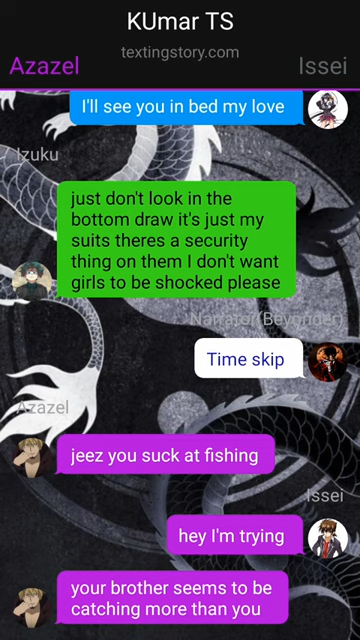 KUmar TS
textingstory.com
Azazel
Issei
I'll see you in bed my love
Izuku
just don't look in the
bottom draw it's just my
suits theres a security
thing on them I don't want
girls to be shocked please
Narrator(Beyonder)
Time skip
Azazel
jeez you suck at fishing
Issei
hey I'm trying
your brother seems to be
catching more than you